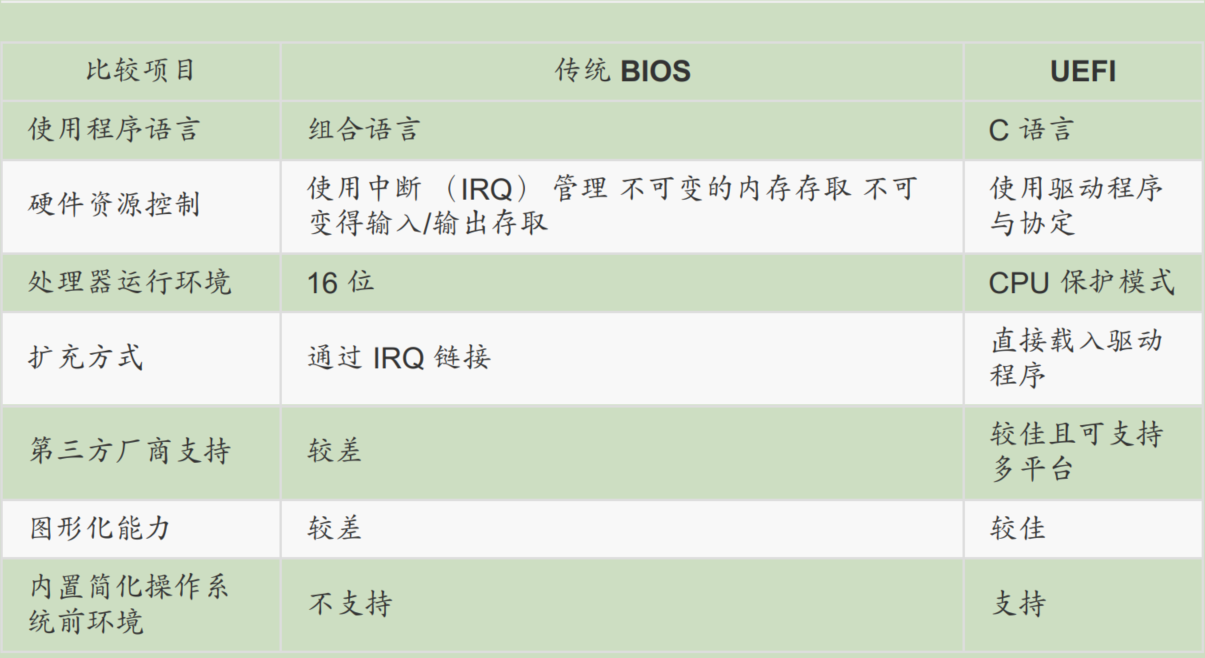 比较项目 传统 BIOS UEFI
使用程序语言 组合语言 C 语言
硬件资源控制
使用中断 （IRQ） 管理 不可变的内存存取 不可
变得输入/输出存取
使用驱动程序
与协定
处理器运行环境 16 位 CPU 保护模式
扩充方式 通过 IRQ 链接
直接载入驱动
程序
第三方厂商支持 较差
较佳且可支持
多平台
图形化能力 较差 较佳
内置简化操作系
统前环境
不支持 支持